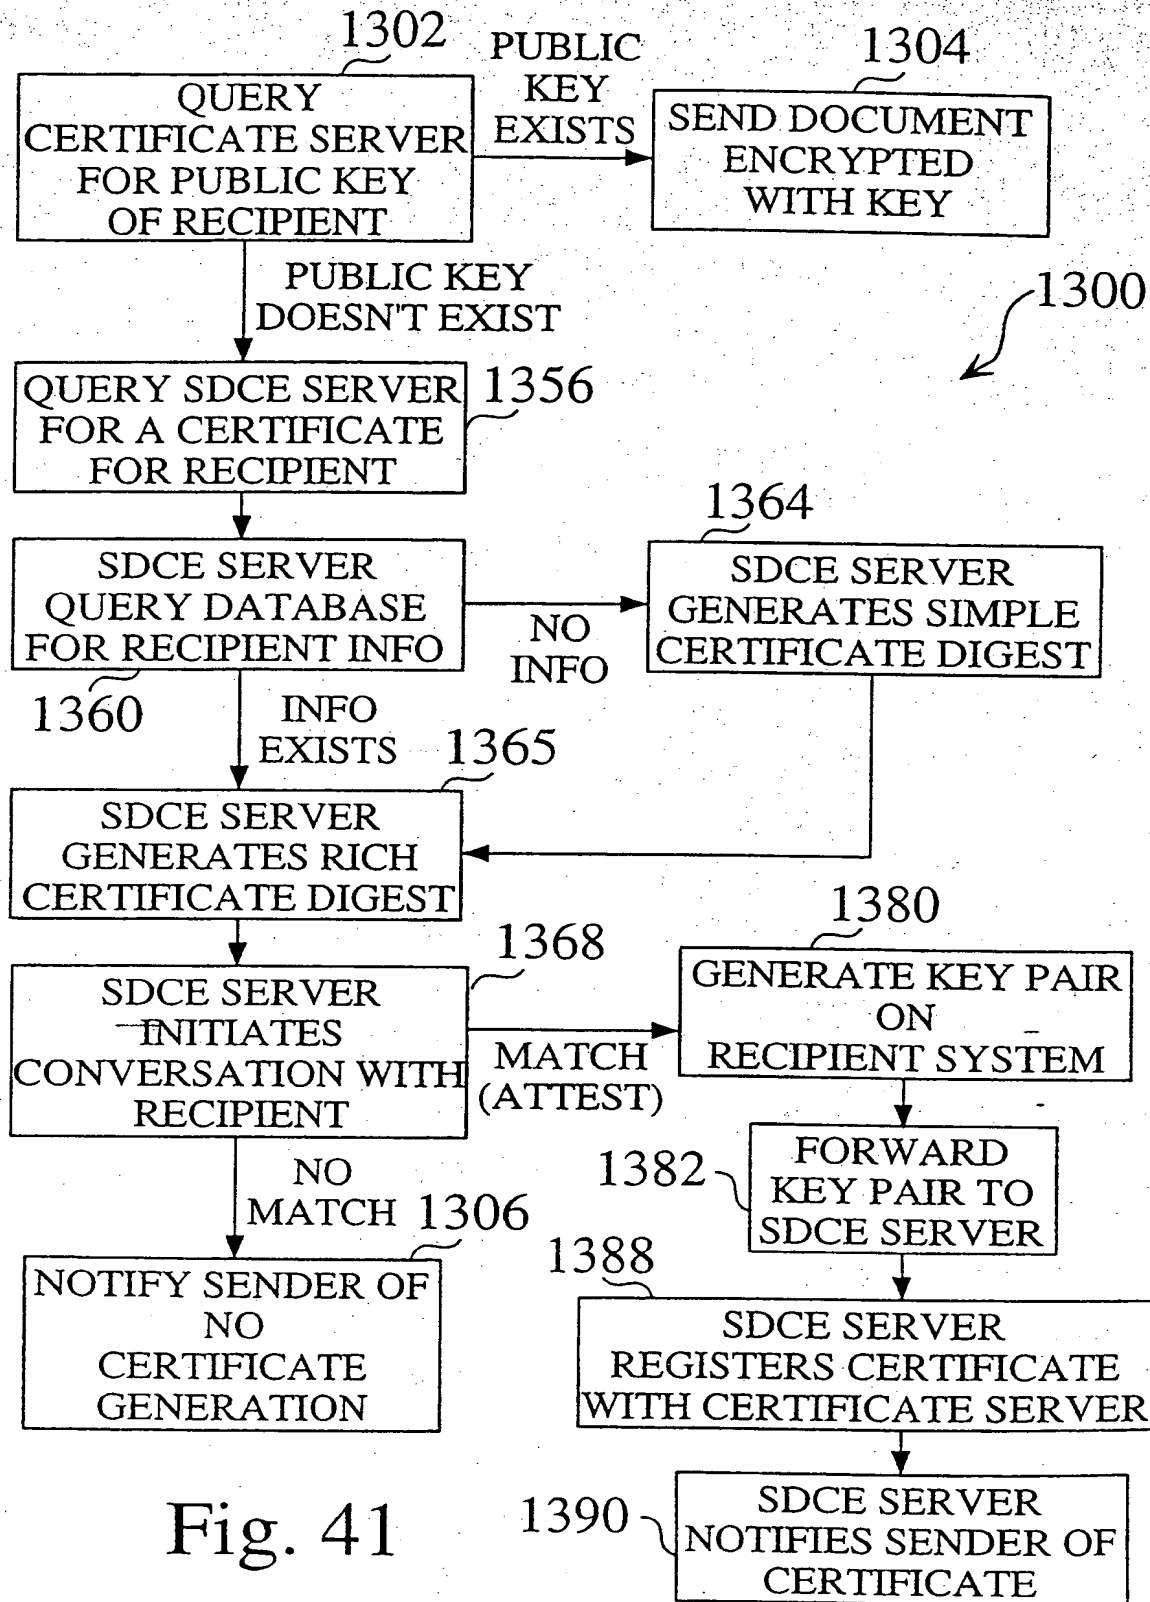 1302
QUERY
CERTIFICATE SERVER
FOR PUBLIC KEY
OF RECIPIENT
PUBLIC
KEY
EXISTS
1304
SEND DOCUMENT
ENCRYPTED
WITH KEY
PUBLIC KEY
DOESN'T EXIST
1300
QUERY SDCE SERVER
FOR A CERTIFICATE
FOR RECIPIENT
1356
SDCE SERVER
QUERY DATABASE
FOR RECIPIENT INFO
1360
NO
INFO
1364
SDCE SERVER
GENERATES SIMPLE
CERTIFICATE DIGEST
INFO
EXISTS
1365
SDCE SERVER
GENERATES RICH
CERTIFICATE DIGEST
1368
SDCE SERVER
INITIATES
CONVERSATION WITH
RECIPIENT
MATCH
(ATTEST)
1380
GENERATE KEY PAIR
ON
RECIPIENT SYSTEM
NO
MATCH
1306
NOTIFY SENDER OF
NO
CERTIFICATE
GENERATION
1382
FORWARD
KEY PAIR TO
SDCE SERVER
1388
SDCE SERVER
REGISTERS CERTIFICATE
WITH CERTIFICATE SERVER
1390
SDCE SERVER
NOTIFIES SENDER OF
CERTIFICATE
Fig. 41